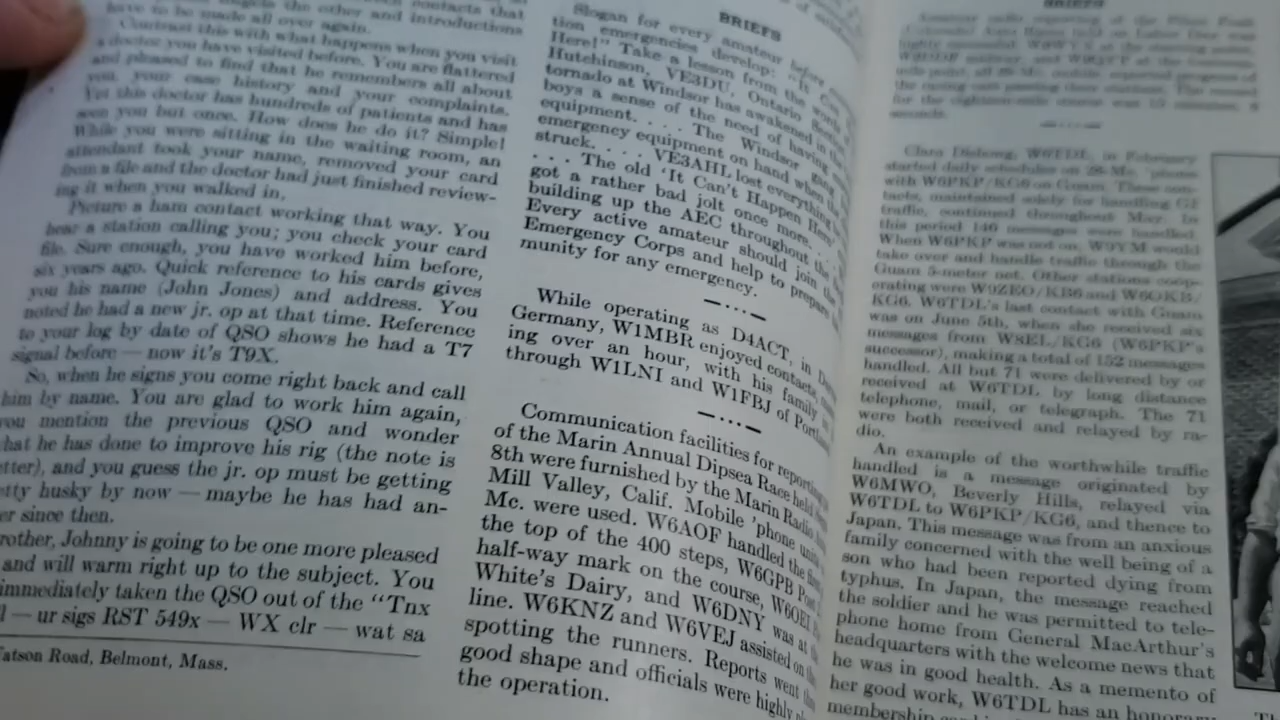 have to be made all over again.
Contrast this with what happens when you visit
a doctor you have visited before. You are flattered
and pleased to find that he remembers all about
you, your case history and your complaints.
Yet this doctor has hundreds of patients and has
seen you but once. How does he do it? Simple!
While you were sitting in the waiting room, an
attendant took your name, removed your card
from a file and the doctor had just finished review-
ing it when you walked in.
Picture a ham contact working that way. You
hear a station calling you; you check your card
file. Sure enough, you have worked him before,
six years ago. Quick reference to his cards gives
you his name (John Jones) and address. You
noted he had a new jr. op at that time. Reference
to your log by date of QSO shows he had a T7
signal before — now it's T9X.
So, when he signs you come right back and call
him by name. You are glad to work him again,
you mention the previous QSO and wonder
what he has done to improve his rig (the note is
etter), and you guess the jr. op must be getting
etty husky by now — maybe he has had an-
er since then.
rother, Johnny is going to be one more pleased
and will warm right up to the subject. You
immediately taken the QSO out of the "Tnx
l — ur sigs RST 549x — WX clr — wat sa
atson Road, Belmont, Mass.
BRIEFS
Slogan for every amateur before
tion emergencies develop: "It Can
Here!" Take a lesson from the words
Hutchinson, VE3DU, Ontario
tornado at Windsor has awakened in the
boys a sense of the need of having
equipment. . . . The Windsor gang
emergency equipment on hand when the
struck. . . . VE3AHL lost everything
. . . The old 'It Can't Happen Here'
got a rather bad jolt once more.
building up the AEC throughout the
Every active amateur should join the
Emergency Corps and help to prepare
munity for any emergency.
While operating as D4ACT, in
Germany, W1MBR enjoyed contacts,
ing over an hour, with his family
through W1LNI and W1FBJ of
Communication facilities for reporting
of the Marin Annual Dipsea Race held
8th were furnished by the Marin Radio
Mill Valley, Calif. Mobile 'phone units
Mc. were used. W6AOF handled the
the top of the 400 steps, W6GPB
half-way mark on the course, W6OEI
White's Dairy, and W6DNY was at
line. W6KNZ and W6VEJ assisted on
spotting the runners. Reports went
good shape and officials were highly
the operation.
BRIEFS
Clara Disbong, W6TDL, in February
started daily schedules on 28-Mc. 'phone
with W6PKP/KG6 on Guam. These con-
tacts, maintained solely for handling GI
traffic, continued throughout May. In
this period 146 messages were handled.
When W6PKP was not on, W9YM would
take over and handle traffic through the
Guam 5-meter net. Other stations coop-
erating were W9ZEO/KB6 and W6OKB/
KG6. W6TDL's last contact with Guam
was on June 5th, when she received six
messages from W8EL/KG6 (W6PKP's
successor), making a total of 152 messages
handled. All but 71 were delivered by or
received at W6TDL by long distance
telephone, mail, or telegraph. The 71
were both received and relayed by ra-
dio.
An example of the worthwhile traffic
handled is a message originated by
W6MWO, Beverly Hills, relayed via
W6TDL to W6PKP/KG6, and thence to
Japan. This message was from an anxious
family concerned with the well being of a
son who had been reported dying from
typhus. In Japan, the message reached
the soldier and he was permitted to tele-
phone home from General MacArthur's
headquarters with the welcome news that
he was in good health. As a memento of
her good work, W6TDL has an honorary
membership